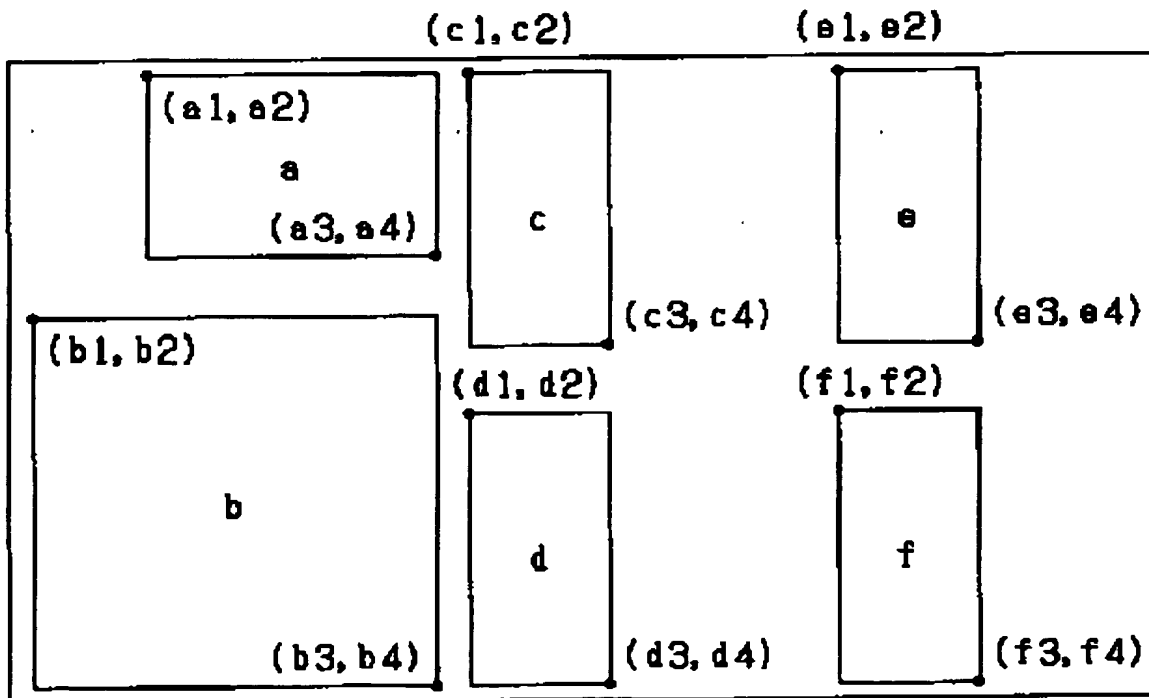 (c1, c2) (e1, e2)
(a1, a2)
a
(a3, a4)
c
e
(c3, c4) (e3, e4)
(b1, b2)
(d1, d2) (f1, f2)
b
d
f
(b3, b4) (d3, d4) (f3, f4)